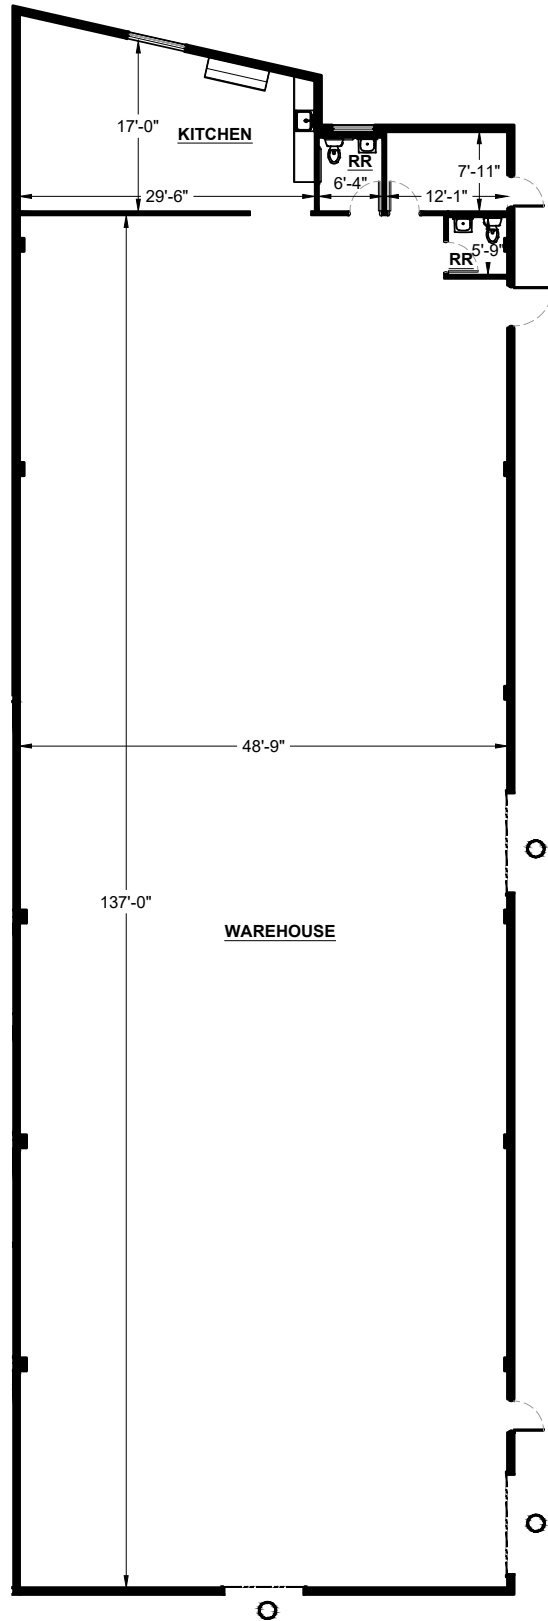 17'-0"
KITCHEN
29'-6"
RR
6'-4"
7'-11"
12'-1"
5'-9"
RR
48'-9"
137'-0"
WAREHOUSE